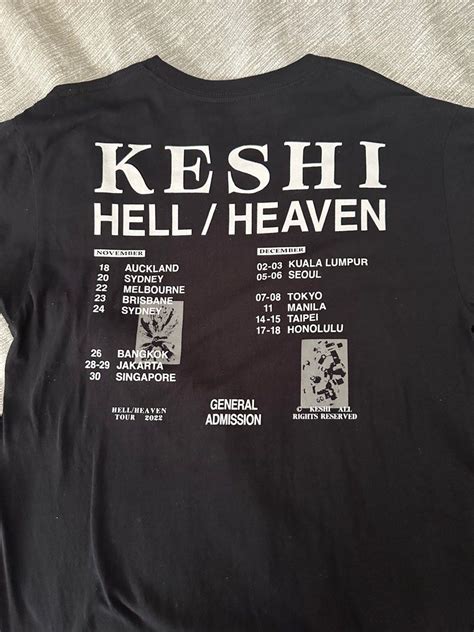 KESHI
HELL / HEAVEN
NOVEMBER
18 AUCKLAND
20 SYDNEY
22 MELBOURNE
23 BRISBANE
24 SYDNEY
26 BANGKOK
28-29 JAKARTA
30 SINGAPORE
DECEMBER
02-03 KUALA LUMPUR
05-06 SEOUL
07-08 TOKYO
11 MANILA
14-15 TAIPEI
17-18 HONOLULU
HELL/HEAVEN
TOUR 2022
GENERAL
ADMISSION
© KESHI ALL
RIGHTS RESERVED